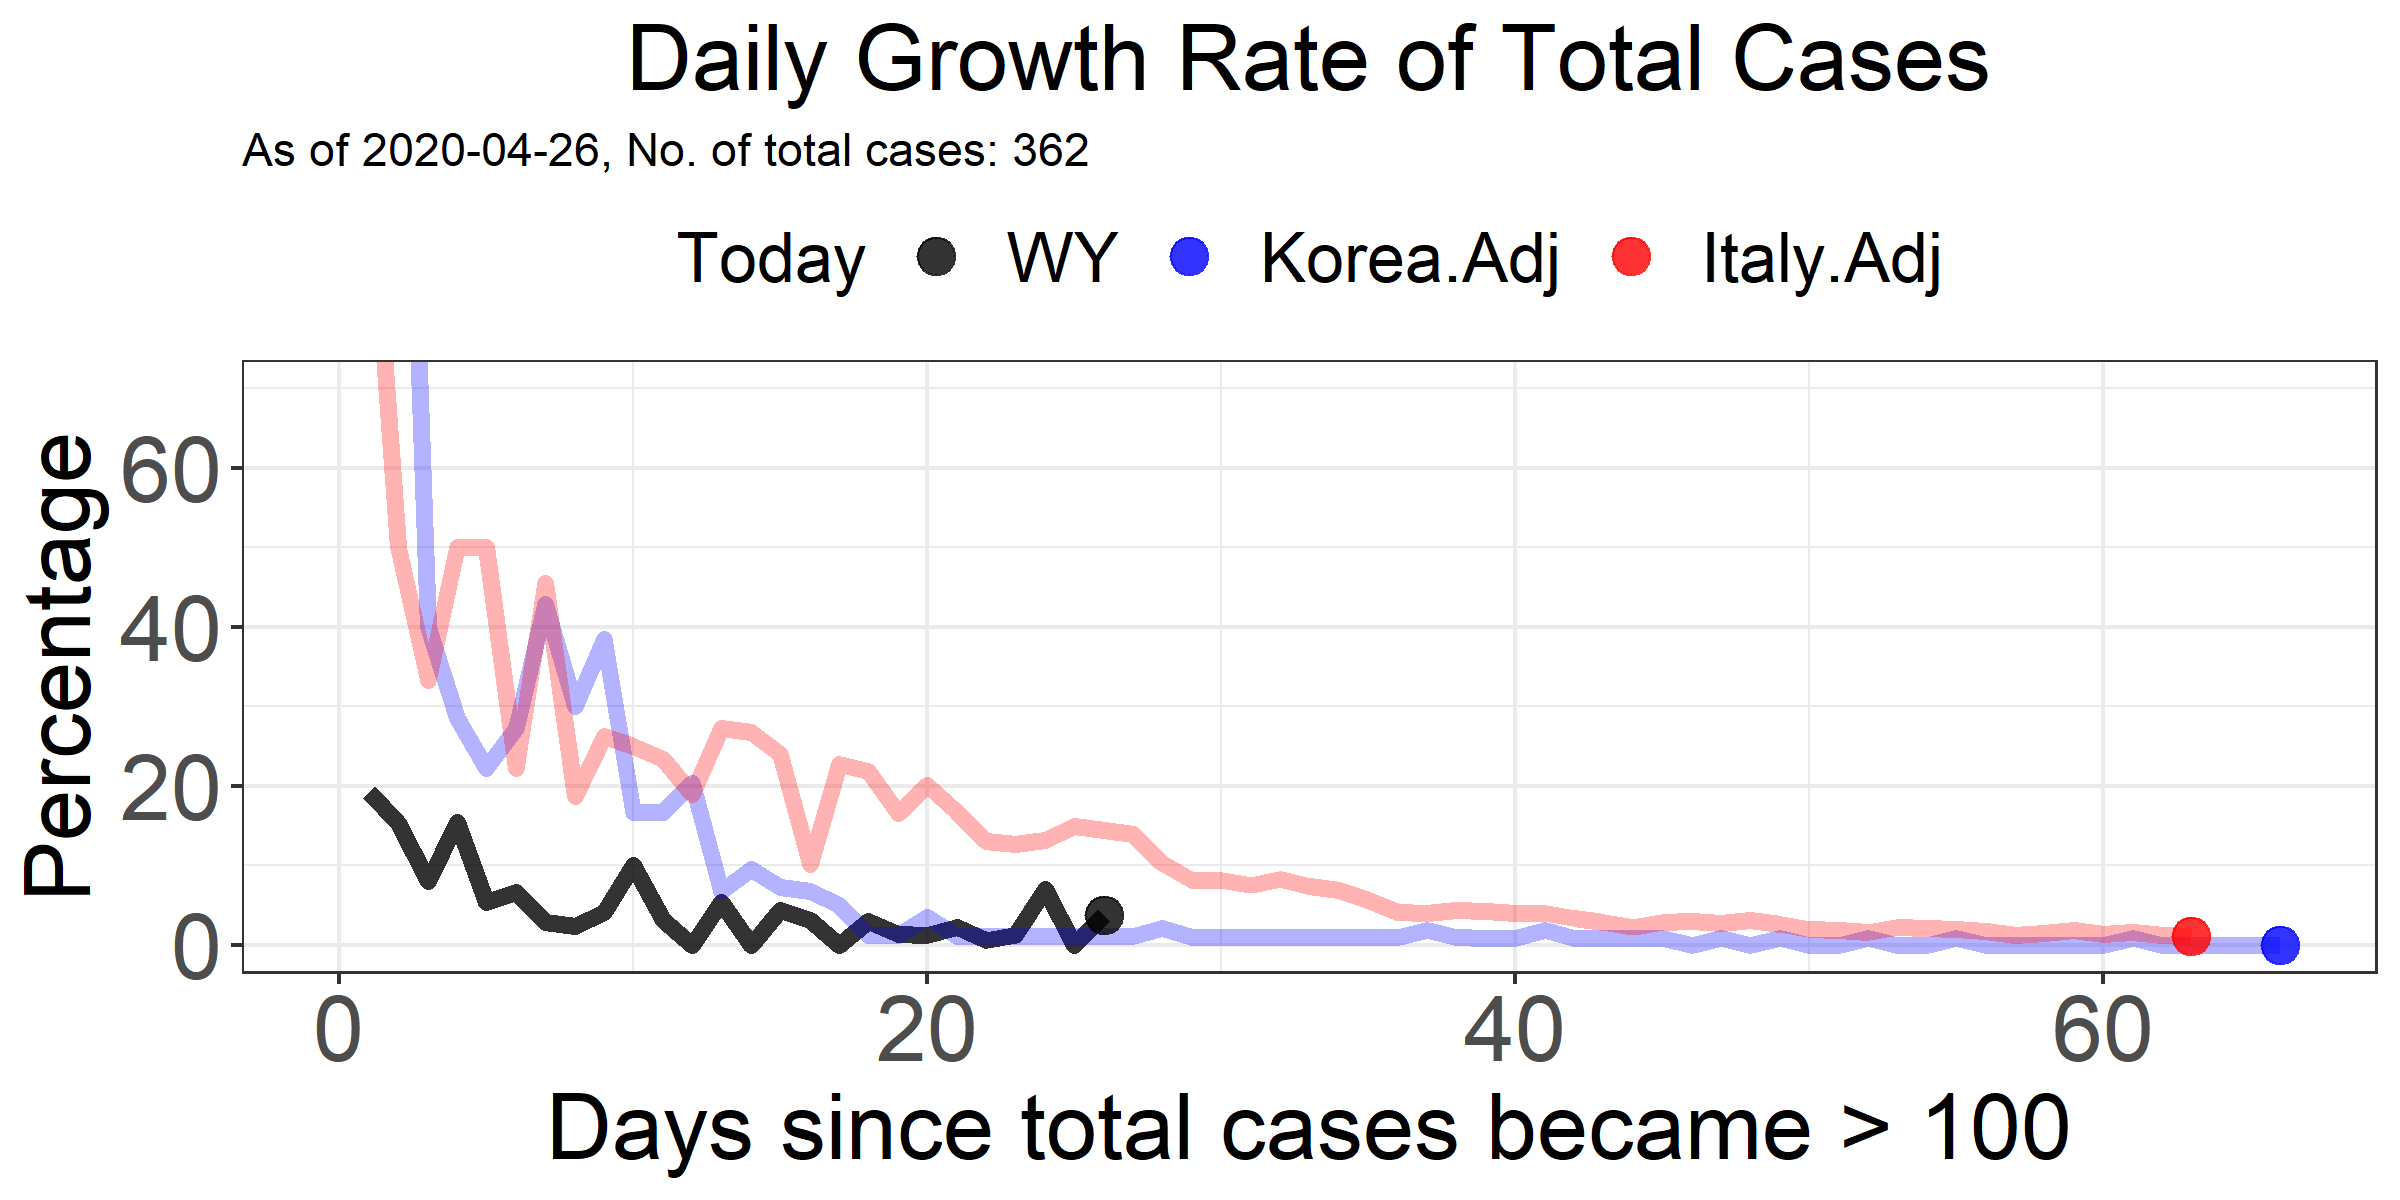 Daily Growth Rate of Total Cases
As of 2020-04-26, No. of total cases: 362
Today WY Korea.Adj Italy.Adj
Percentage
60
40
20
0
0 20 40 60
Days since total cases became > 100